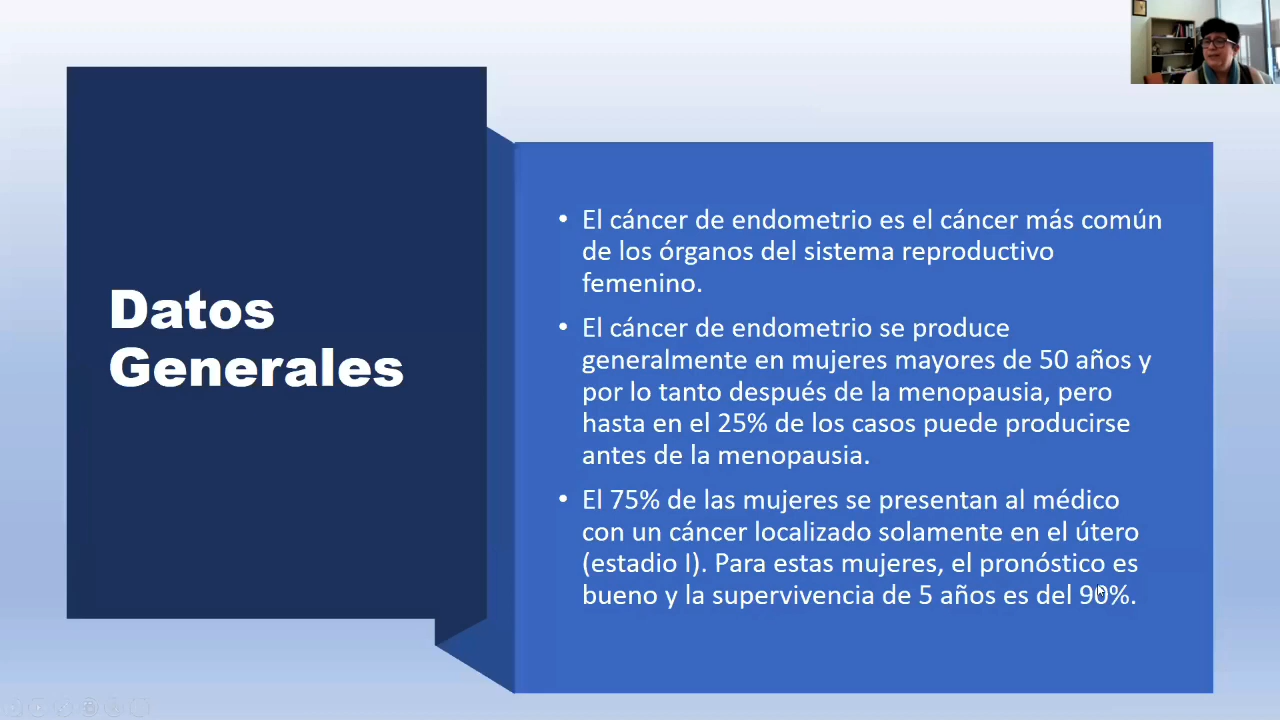 Datos
Generales
• El cáncer de endometrio es el cáncer más común
de los órganos del sistema reproductivo
femenino.
• El cáncer de endometrio se produce
generalmente en mujeres mayores de 50 años y
por lo tanto después de la menopausia, pero
hasta en el 25% de los casos puede producirse
antes de la menopausia.
• El 75% de las mujeres se presentan al médico
con un cáncer localizado solamente en el útero
(estadio I). Para estas mujeres, el pronóstico es
bueno y la supervivencia de 5 años es del 90%.